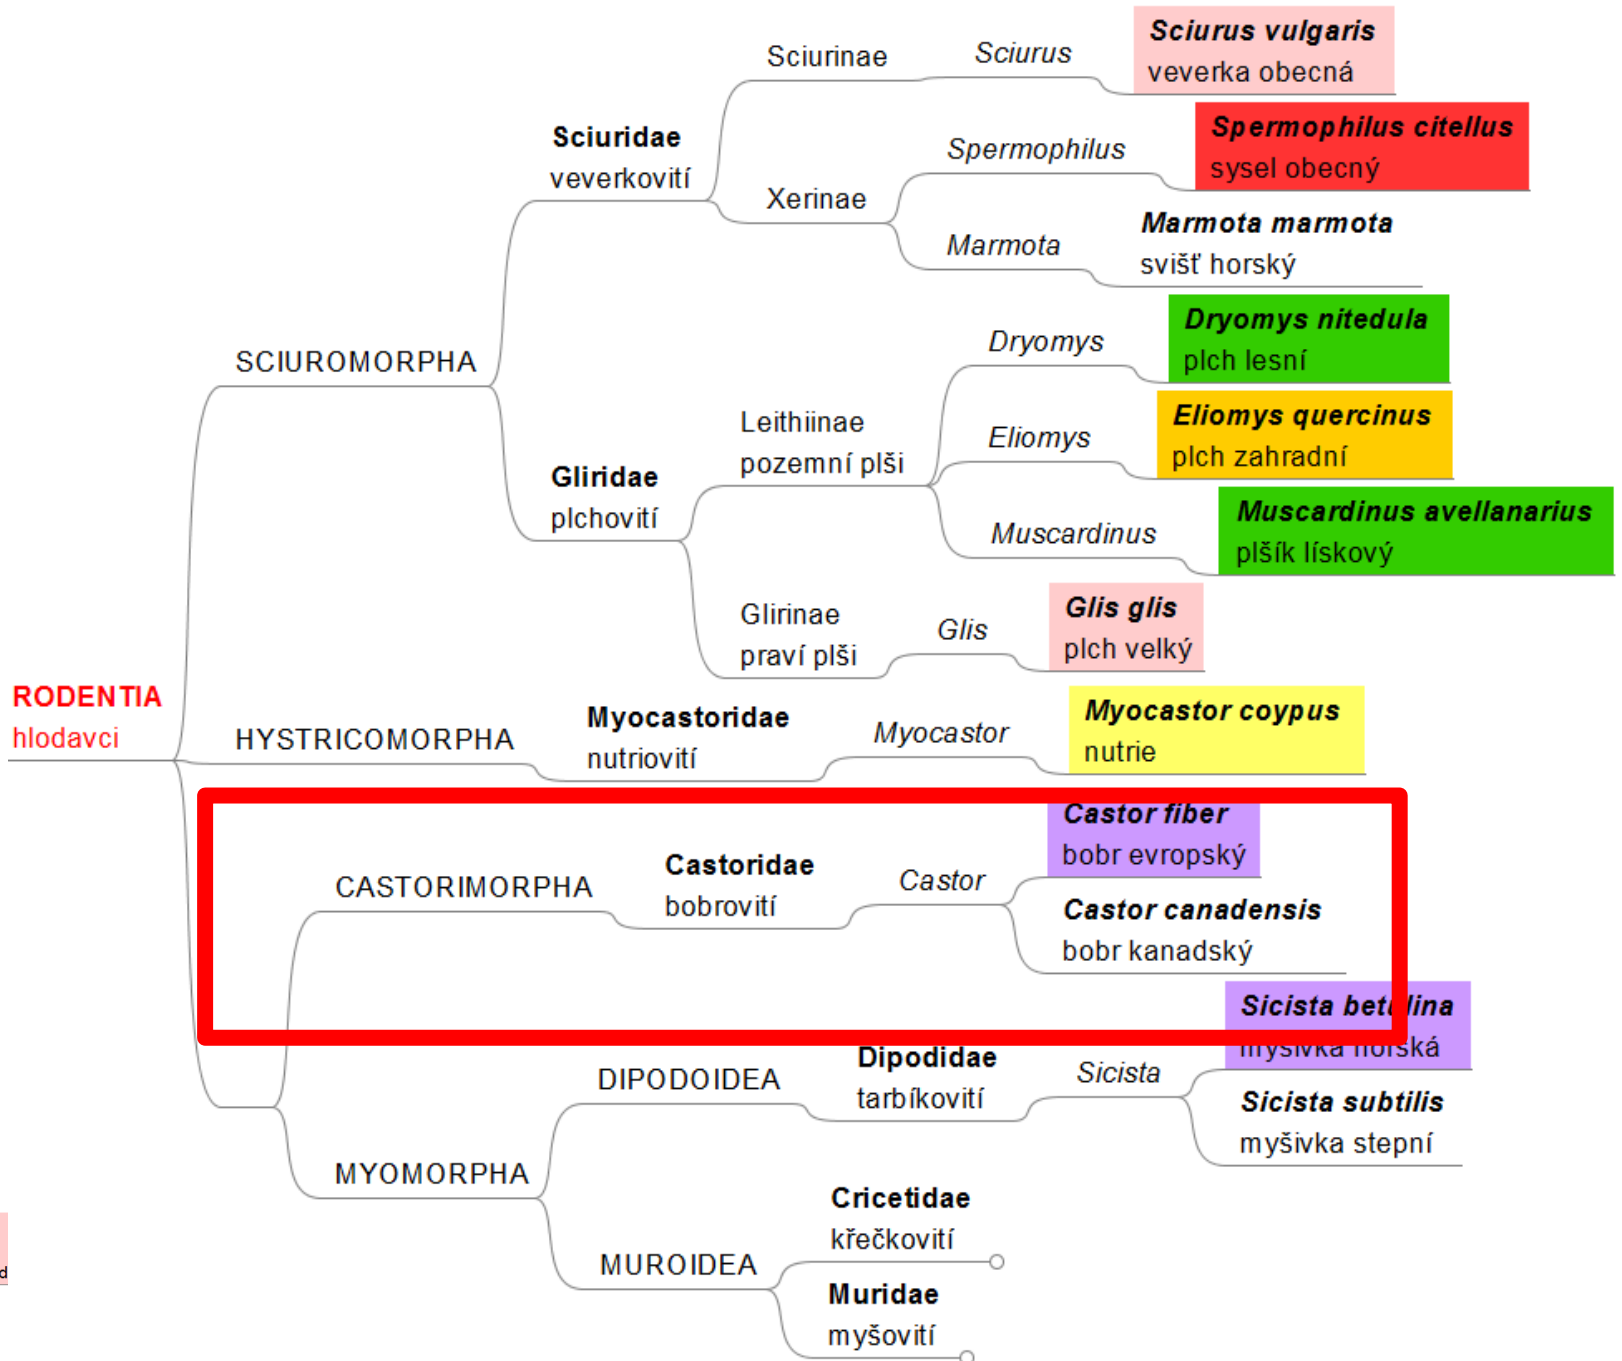 RODENTIA
hlodavci
SCIUROMORPHA
Sciuridae
veverkovití
Sciurinae
Sciurus
Sciurus vulgaris
veverka obecná
Xerinae
Spermophilus
Spermophilus citellus
sysel obecný
Marmota
Marmota marmota
svišť horský
Gliridae
plchovití
Leithiinae
pozemní plši
Dryomys
Dryomys nitedula
plch lesní
Eliomys
Eliomys quercinus
plch zahradní
Muscardinus
Muscardinus avellanarius
plšík lískový
Glirinae
praví plši
Glis
Glis glis
plch velký
HYSTRICOMORPHA
Myocastoridae
nutriovití
Myocastor
Myocastor coypus
nutrie
CASTORIMORPHA
Castoridae
bobrovití
Castor
Castor fiber
bobr evropský
Castor canadensis
bobr kanadský
MYOMORPHA
DIPODOIDEA
Dipodidae
tarbíkovití
Sicista
Sicista betulina
myšivka horská
Sicista subtilis
myšivka stepní
MUROIDEA
Cricetidae
křečkovití
Muridae
myšovití
d